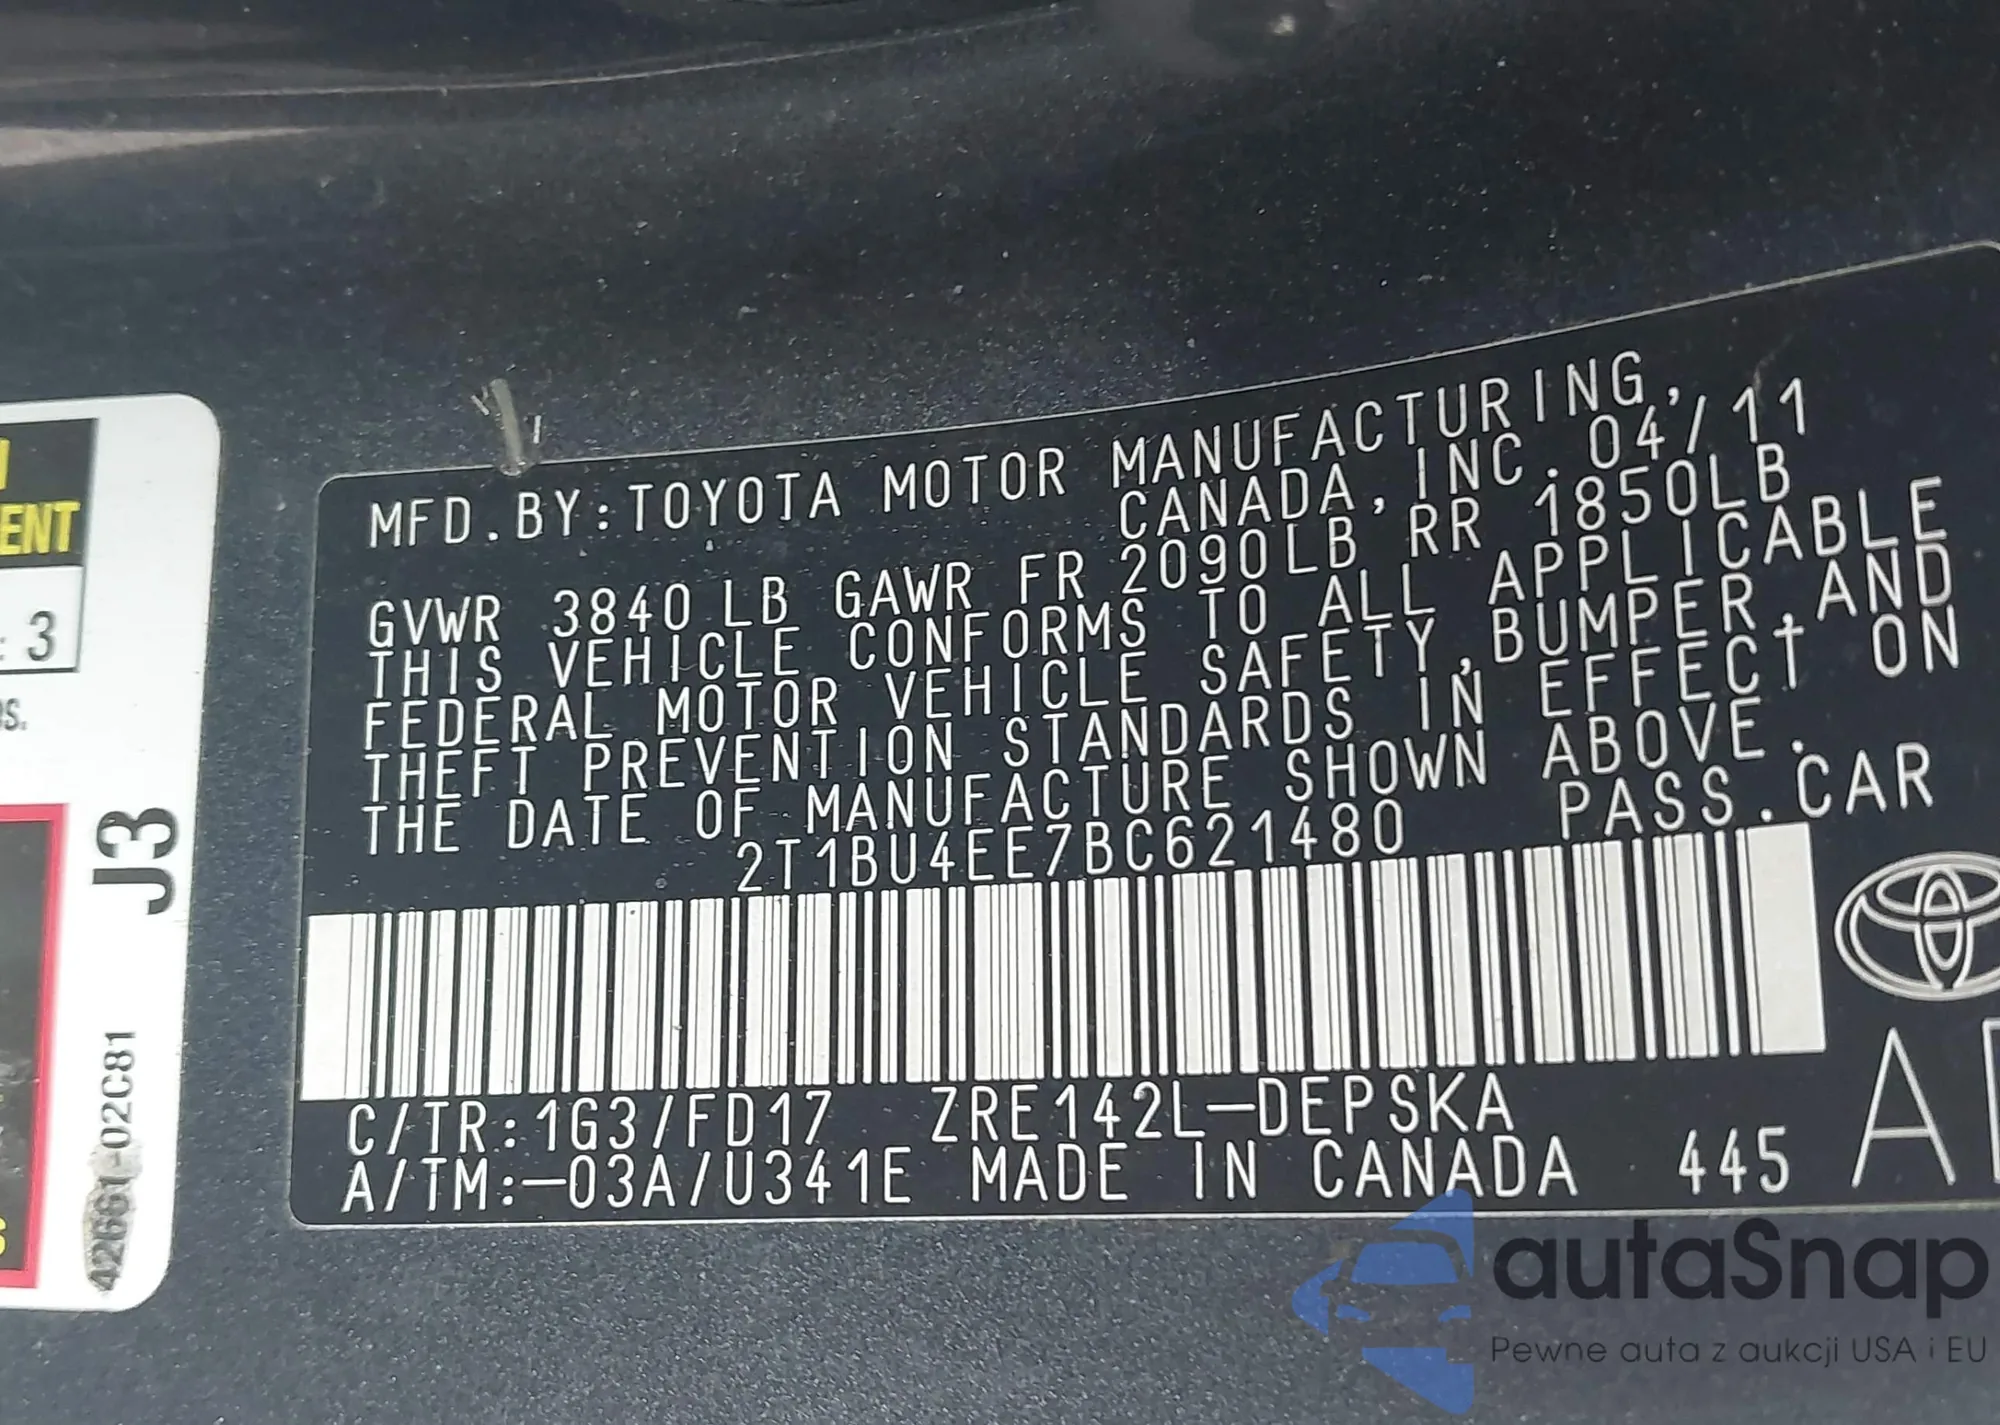 ENT
: 3
J3
42661-02C81
MFD.BY:TOYOTA MOTOR MANUFACTURING,
CANADA, INC. 04/11
GVWR 3840LB GAWR FR 2090LB RR 1850LB
THIS VEHICLE CONFORMS TO ALL APPLICABLE
FEDERAL MOTOR VEHICLE SAFETY,BUMPER,AND
THEFT PREVENTION STANDARDS IN EFFECT ON
THE DATE OF MANUFACTURE SHOWN ABOVE.
2T1BU4EE7BC621480 PASS.CAR
C/TR:1G3/FD17 ZRE142L-DEPSKA
A/TM:-03A/U341E MADE IN CANADA 445
autaSnap
Pewne auta z aukcji USA i EU